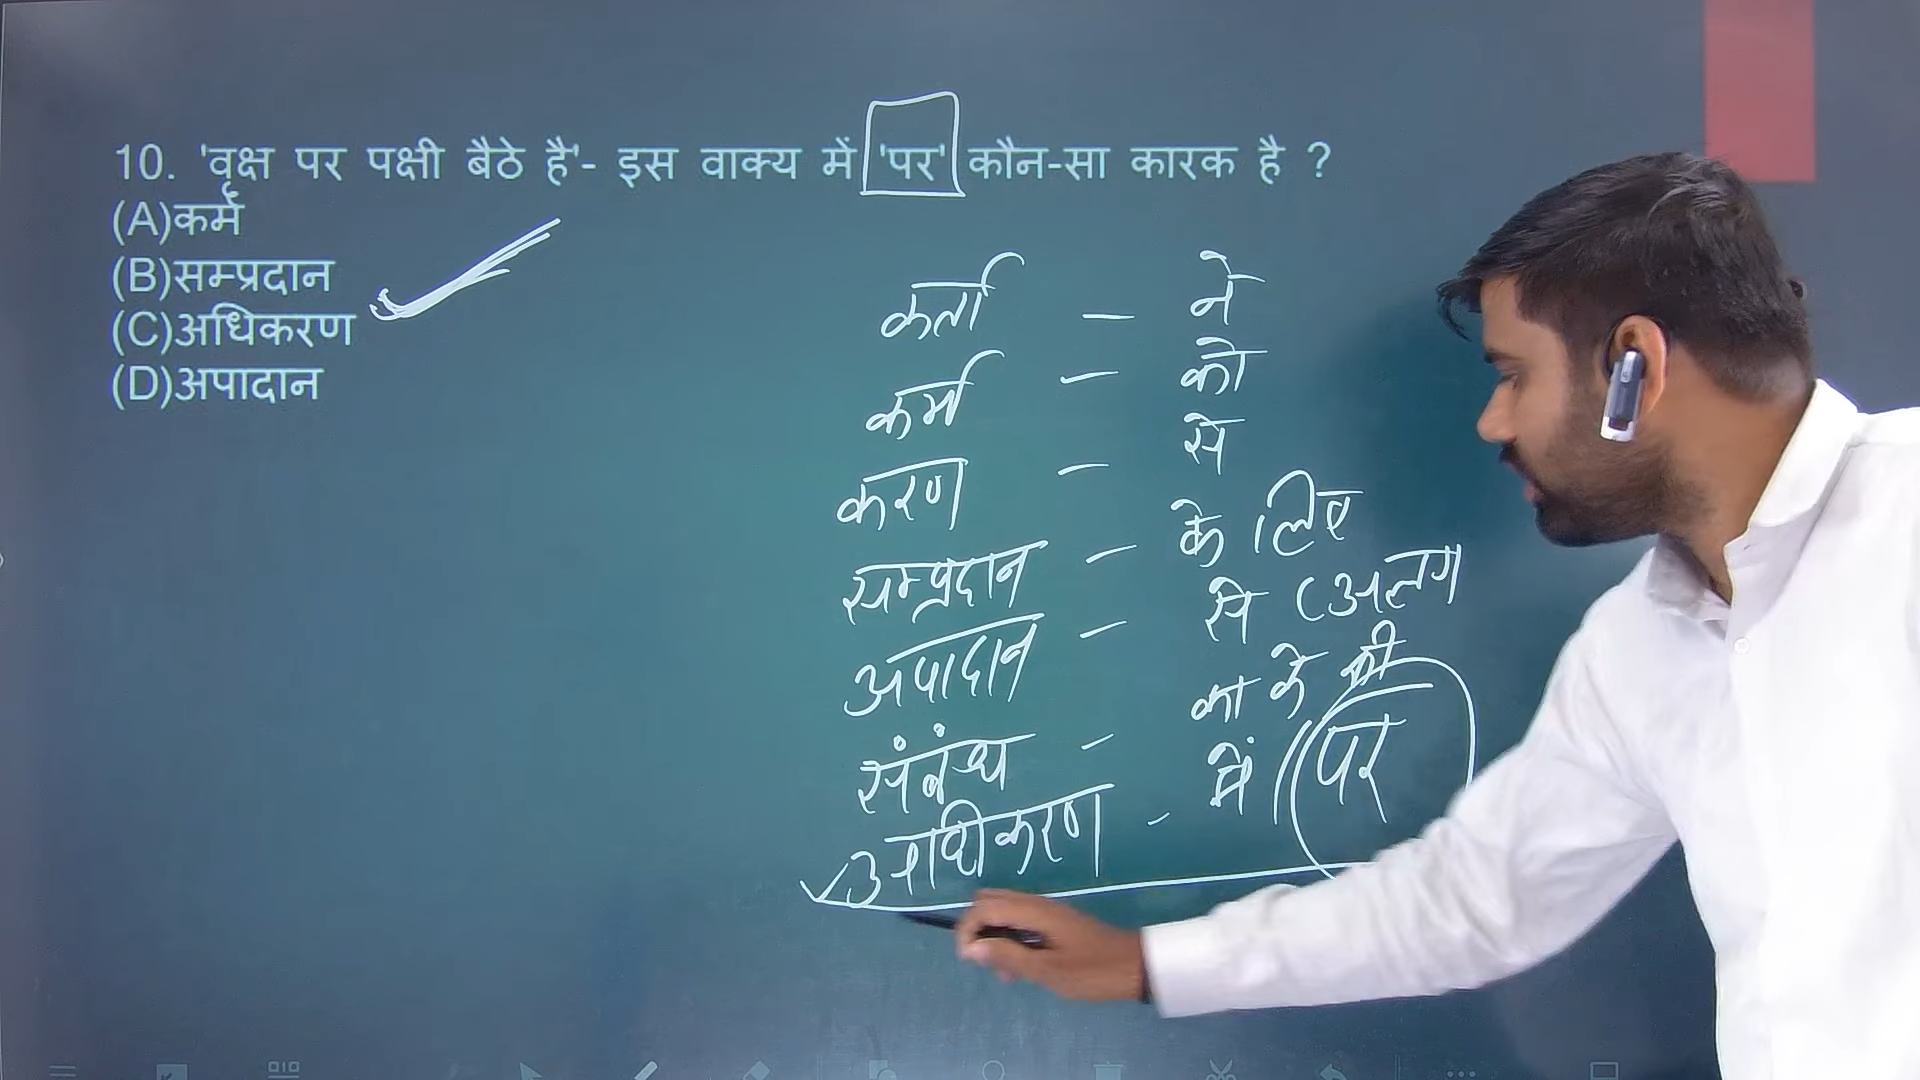 10. 'वृक्ष पर पक्षी बैठे है'- इस वाक्य में 'पर' कौन-सा कारक है ?
(A)कर्म
(B)सम्प्रदान
(C)अधिकरण
(D)अपादान
कर्ता – ने
कर्म – को
करण – से
सम्प्रदान – के लिए
अपादान – से (अलग
संबंध – का के की
अधिकरण - में / पर